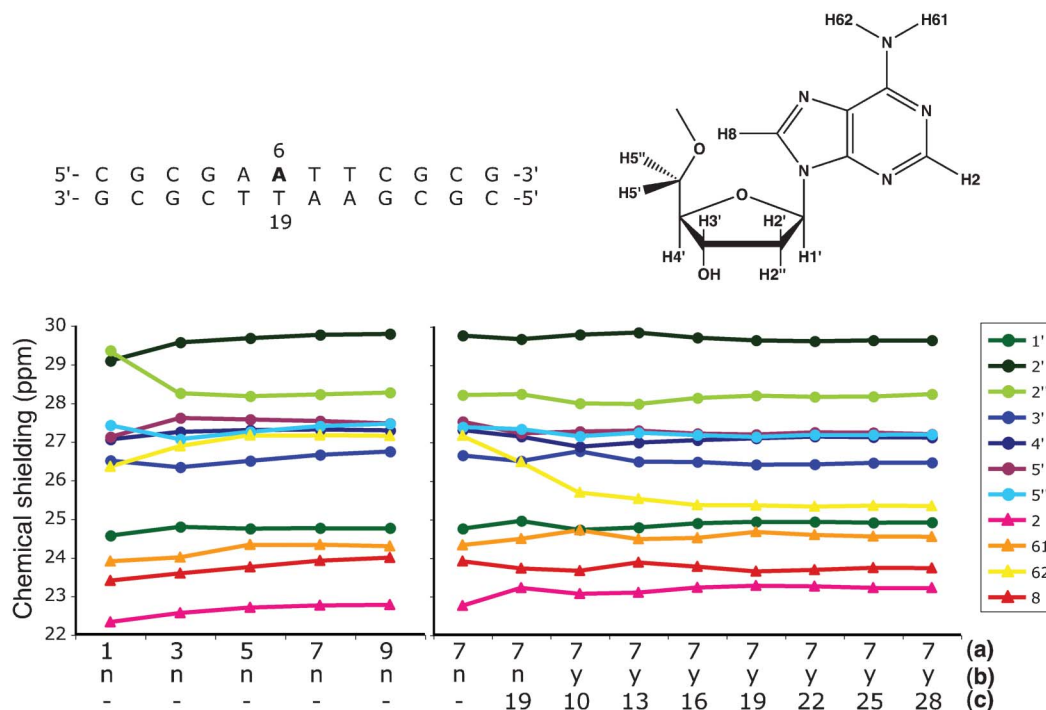 6
5'- C G C G A A T T C G C G -3'
3'- G C G C T T A A G C G C -5'
19
H62 H61
N
N
N
H8
O
H5''
H5'
N
N
H2
O
H3'
H2'
H4'
H1'
OH
H2''
Chemical shielding (ppm)
30
29
28
27
26
25
24
23
22
1 3 5 7 9 7 7 7 7 7 7 7 7 7 (a)
n n n n n n n y y y y y y y (b)
- - - - - - 19 10 13 16 19 22 25 28 (c)
1'
2'
2''
3'
4'
5'
5''
2
61
62
8